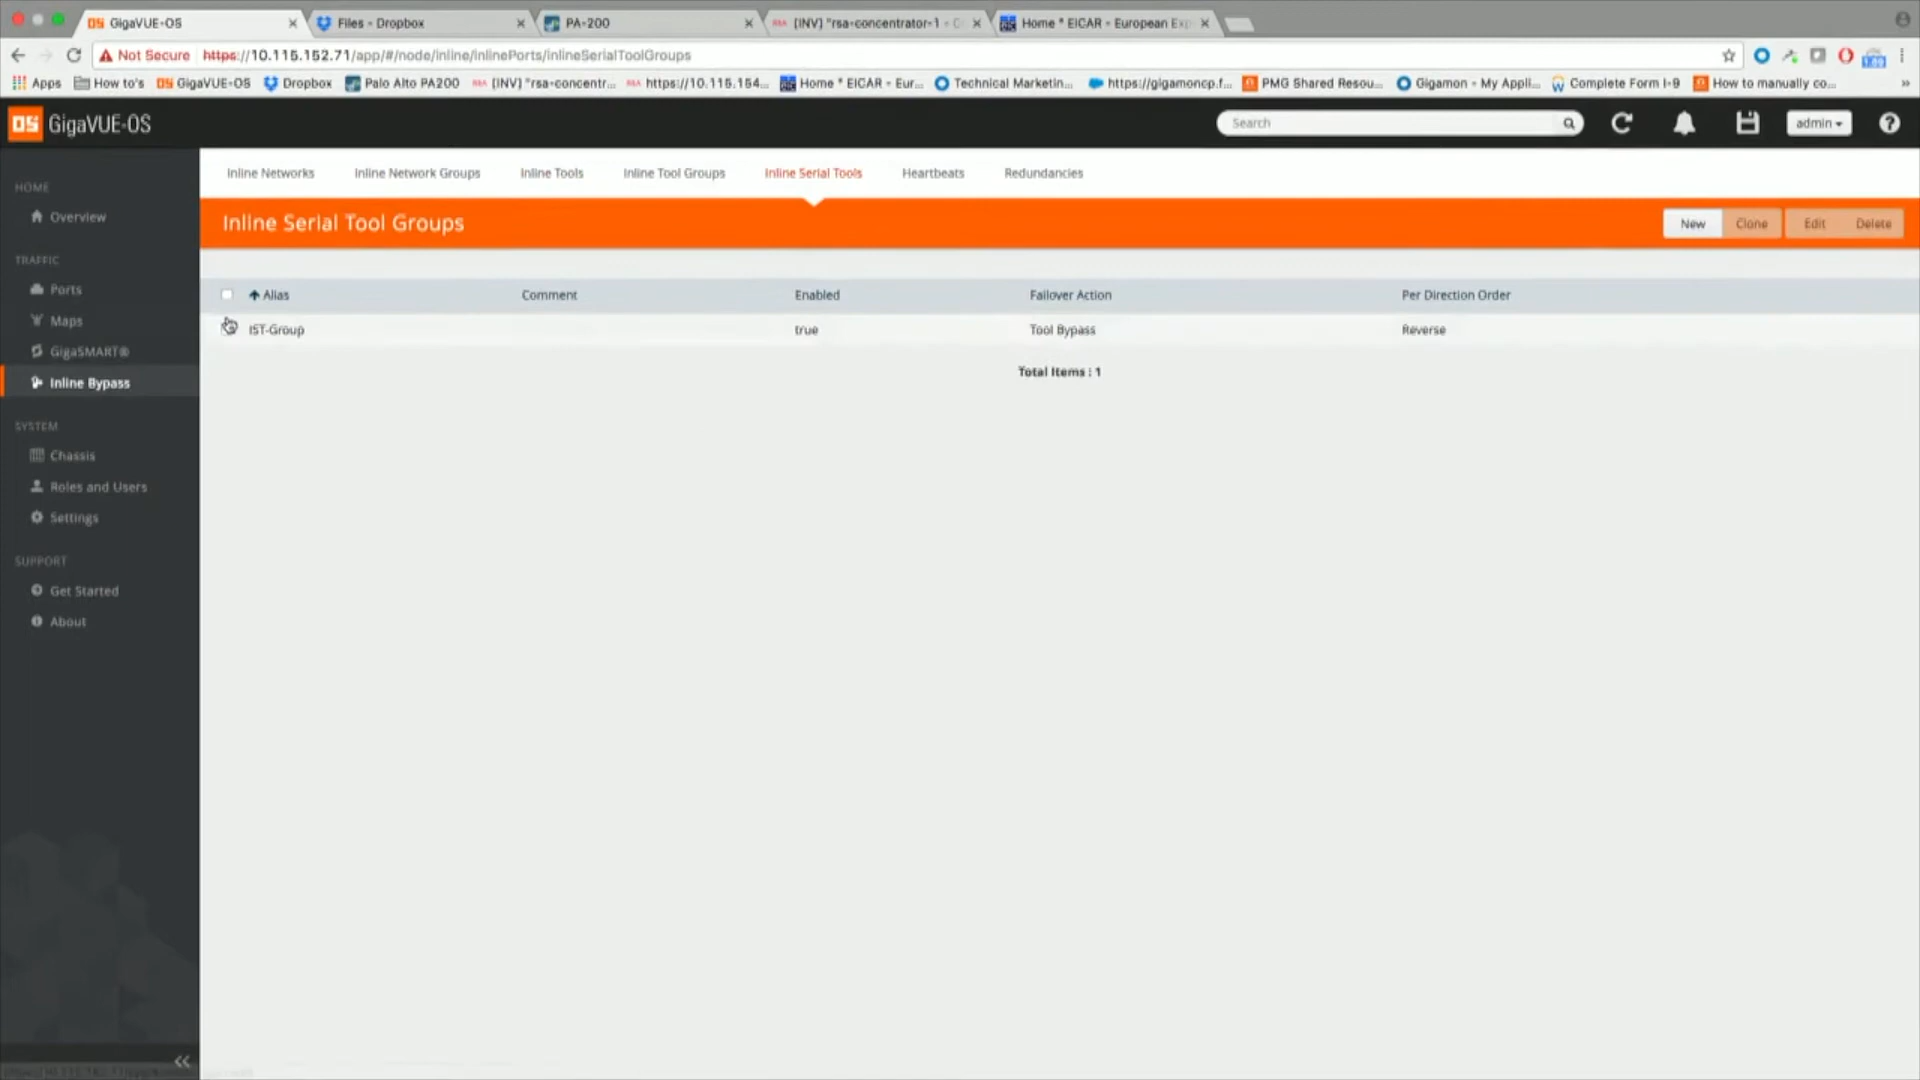 GigaVUE-OS
Files - Dropbox
PA-200
RSA (INV) "rsa-concentrator-1 - C
Home * EICAR - European Exp
Not Secure https://10.115.152.71/app/#/node/inline/inlinePorts/inlineSerialToolGroups
Apps How to's GigaVUE-OS Dropbox Palo Alto PA200 RSA (INV) "rsa-concentr... RSA https://10.115.154... Home * EICAR - Eur... Technical Marketin... https://gigamoncp.f... PMG Shared Resou... Gigamon - My Appli... Complete Form I-9 How to manually co... »
OS GigaVUE-OS Search admin ?
Inline Networks Inline Network Groups Inline Tools Inline Tool Groups Inline Serial Tools Heartbeats Redundancies
Inline Serial Tool Groups New Clone Edit Delete
HOME
Overview
TRAFFIC
Ports
Maps
GigaSMART®
Inline Bypass
SYSTEM
Chassis
Roles and Users
Settings
SUPPORT
Get Started
About
Alias Comment Enabled Failover Action Per Direction Order
IST-Group true Tool Bypass Reverse
Total Items : 1